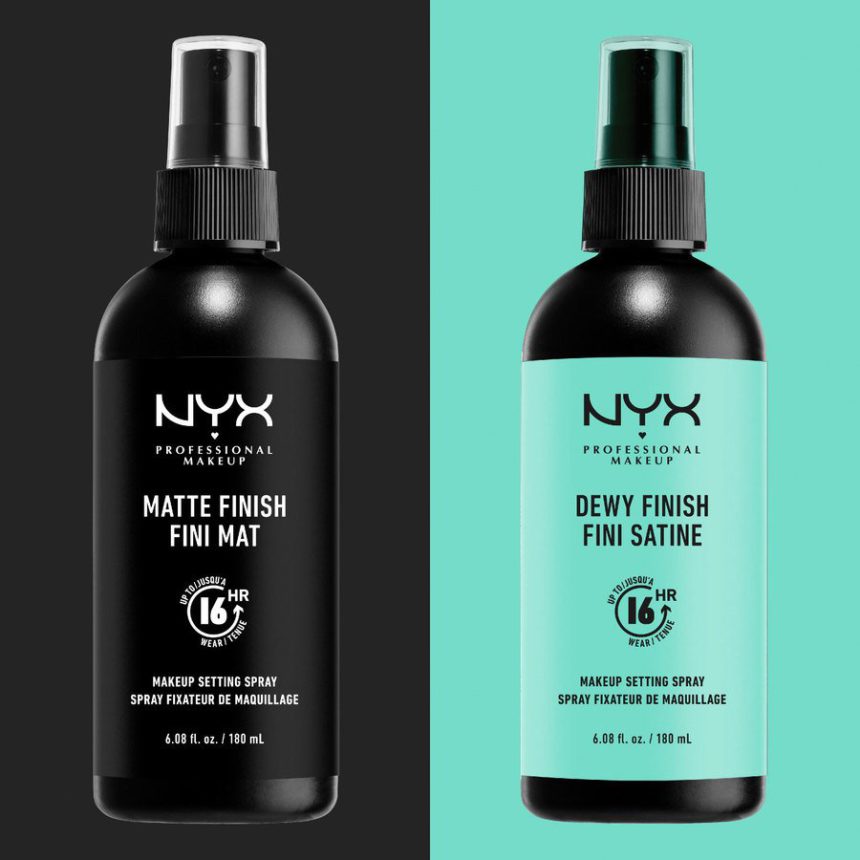 NYX
PROFESSIONAL
MAKEUP
MATTE FINISH
FINI MAT
UP TO/JUSQU'A
16 HR
WEAR/TENUE
MAKEUP SETTING SPRAY
SPRAY FIXATEUR DE MAQUILLAGE
6.08 fl. oz. / 180 mL
NYX
PROFESSIONAL
MAKEUP
DEWY FINISH
FINI SATINE
UP TO/JUSQU'A
16 HR
WEAR/TENUE
MAKEUP SETTING SPRAY
SPRAY FIXATEUR DE MAQUILLAGE
6.08 fl. oz. / 180 mL